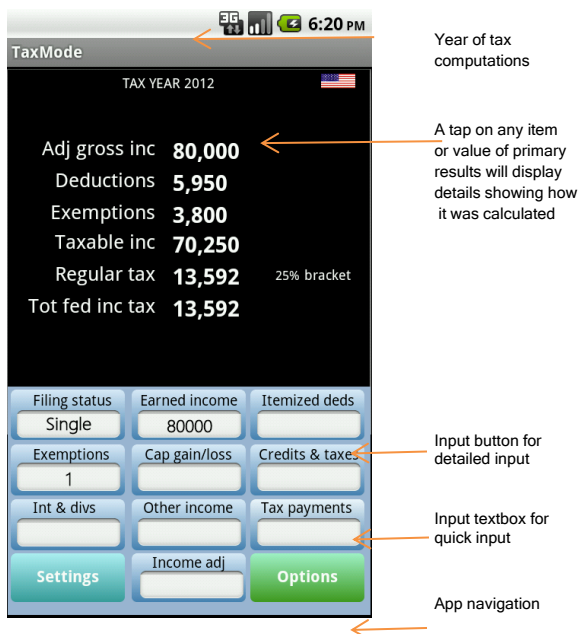 3G 6:20 PM
TaxMode
TAX YEAR 2012
Adj gross inc 80,000
Deductions 5,950
Exemptions 3,800
Taxable inc 70,250
Regular tax 13,592 25% bracket
Tot fed inc tax 13,592
Filing status Earned income Itemized deds
Single 80000
Exemptions Cap gain/loss Credits & taxes
1
Int & divs Other income Tax payments
Settings Income adj Options
Year of tax
computations
A tap on any item
or value of primary
results will display
details showing how
it was calculated
Input button for
detailed input
Input textbox for
quick input
App navigation